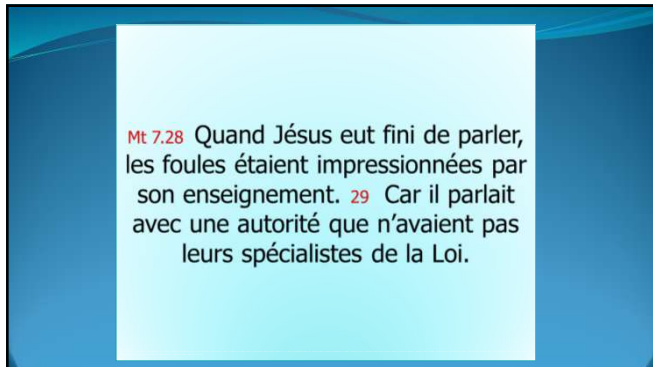 Mt 7.28 Quand Jésus eut fini de parler,
les foules étaient impressionnées par
son enseignement. 29 Car il parlait
avec une autorité que n’avaient pas
leurs spécialistes de la Loi.